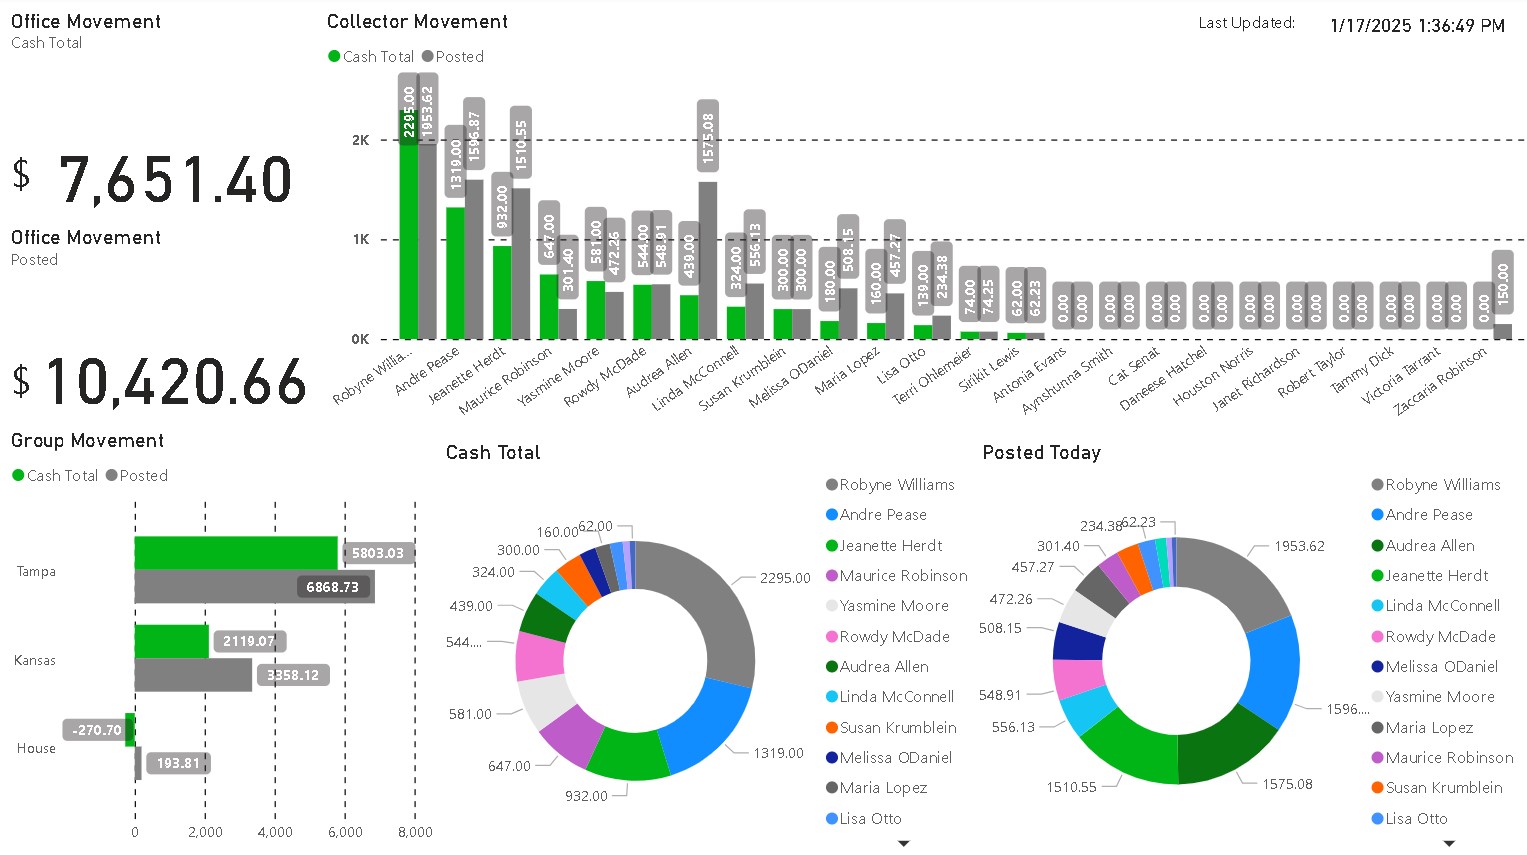 Office Movement
Cash Total
$ 7,651.40
Office Movement
Posted
$ 10,420.66
Collector Movement
Cash Total Posted
Last Updated: 1/17/2025 1:36:49 PM
2K
1K
0K
2295.00 1953.62
1319.00 1596.87
932.00 1510.55
647.00 301.40
581.00 472.26
544.00 548.91
439.00 1575.08
324.00 556.13
300.00 300.00
180.00 508.15
160.00 457.27
139.00 234.38
74.00 74.25
62.00 62.23
0.00 0.00
0.00 0.00
0.00 0.00
0.00 0.00
0.00 0.00
0.00 0.00
0.00 0.00
0.00 0.00
0.00 0.00
0.00 150.00
Robyne Willia...
Andre Pease
Jeanette Herdt
Maurice Robinson
Yasmine Moore
Rowdy McDade
Audrea Allen
Linda McConnell
Susan Krumblein
Melissa ODaniel
Maria Lopez
Lisa Otto
Terri Ohlemeier
Sirikit Lewis
Antonia Evans
Aynshunna Smith
Cat Senat
Daneese Hatchel
Houston Norris
Janet Richardson
Robert Taylor
Tammy Dick
Victoria Tarrant
Zaccaria Robinson
Group Movement
Cash Total Posted
Tampa
5803.03
6868.73
Kansas
2119.07
3358.12
House
-270.70
193.81
0 2,000 4,000 6,000 8,000
Cash Total
2295.00
1319.00
932.00
647.00
581.00
544....
439.00
324.00
300.00
160.00
62.00
Robyne Williams
Andre Pease
Jeanette Herdt
Maurice Robinson
Yasmine Moore
Rowdy McDade
Audrea Allen
Linda McConnell
Susan Krumblein
Melissa ODaniel
Maria Lopez
Lisa Otto
Posted Today
1953.62
1596....
1575.08
1510.55
556.13
548.91
508.15
472.26
457.27
301.40
234.38
62.23
Robyne Williams
Andre Pease
Audrea Allen
Jeanette Herdt
Linda McConnell
Rowdy McDade
Melissa ODaniel
Yasmine Moore
Maria Lopez
Maurice Robinson
Susan Krumblein
Lisa Otto